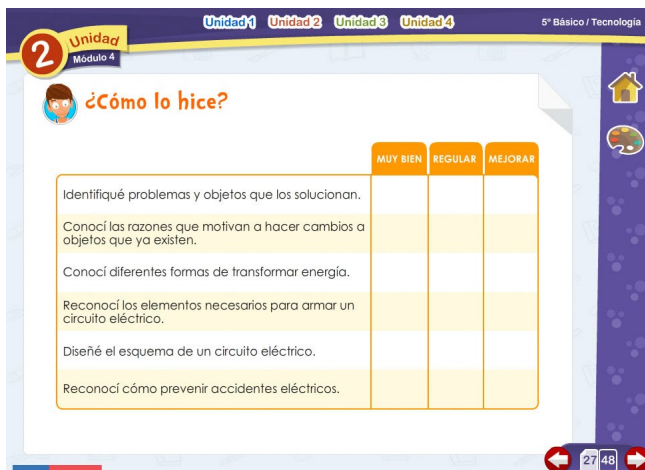 Unidad 1 Unidad 2 Unidad 3 Unidad 4
5º Básico / Tecnología
2 Unidad
Módulo 4
¿Cómo lo hice?
MUY BIEN REGULAR MEJORAR
Identifiqué problemas y objetos que los solucionan.
Conocí las razones que motivan a hacer cambios a
objetos que ya existen.
Conocí diferentes formas de transformar energía.
Reconocí los elementos necesarios para armar un
circuito eléctrico.
Diseñé el esquema de un circuito eléctrico.
Reconocí cómo prevenir accidentes eléctricos.
27 48